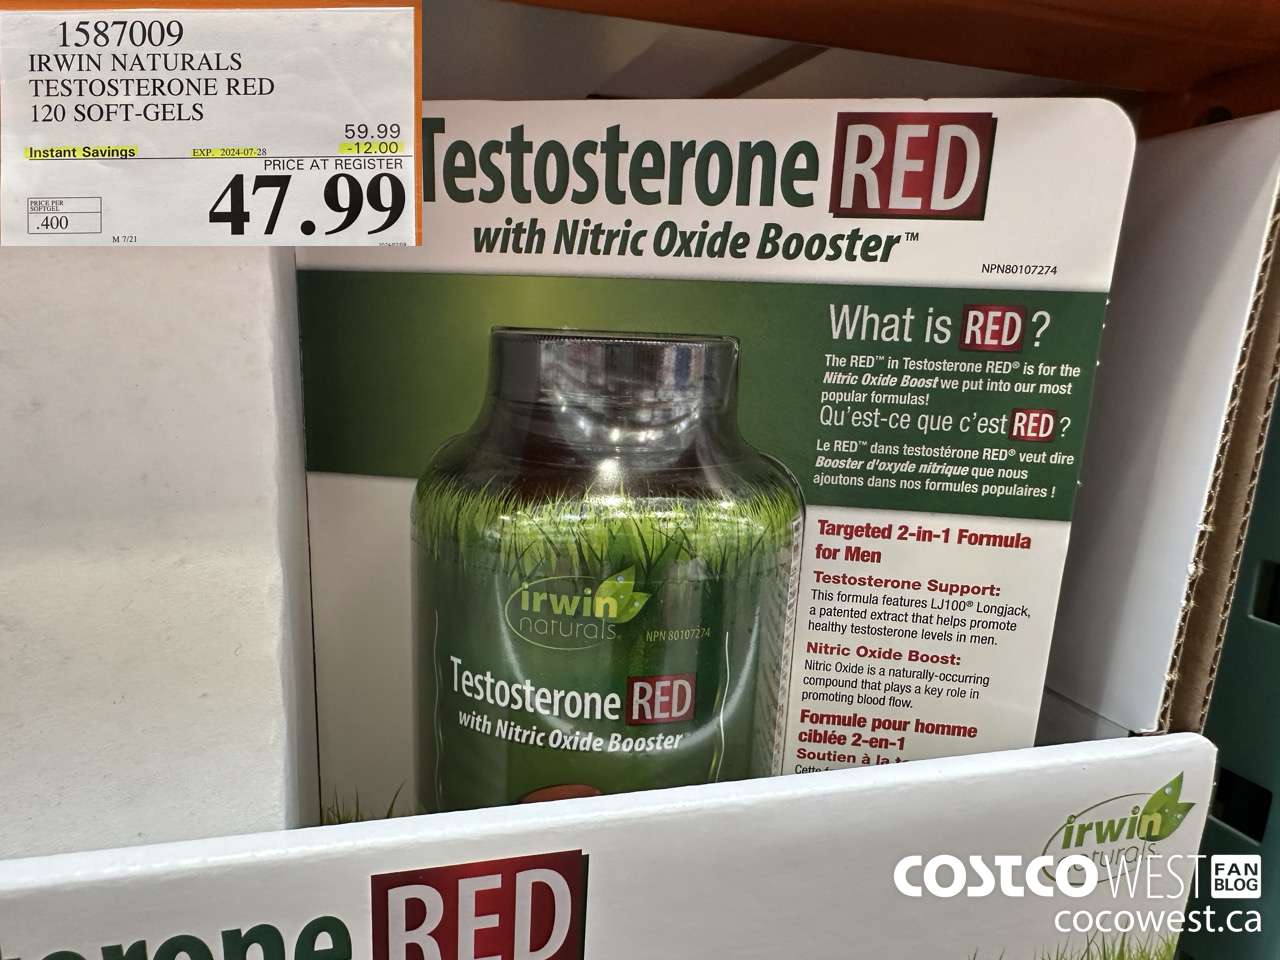 1587009
IRWIN NATURALS
TESTOSTERONE RED
120 SOFT-GELS
59.99
Instant Savings EXP. 2024-07-28 -12.00
PRICE AT REGISTER
47.99
PRICE PER
SOFTGEL
.400
M 7/21
Testosterone RED
with Nitric Oxide Booster™
NPN80107274
What is RED?
The RED™ in Testosterone RED® is for the
Nitric Oxide Boost we put into our most
popular formulas!
Qu'est-ce que c'est RED?
Le RED™ dans testostérone RED® veut dire
Booster d'oxyde nitrique que nous
ajoutons dans nos formules populaires !
Targeted 2-in-1 Formula
for Men
Testosterone Support:
This formula features LJ100® Longjack,
a patented extract that helps promote
healthy testosterone levels in men.
Nitric Oxide Boost:
Nitric Oxide is a naturally-occurring
compound that plays a key role in
promoting blood flow.
Formule pour homme
ciblée 2-en-1
Soutien à la
irwin
naturals®
NPN 80107274
Testosterone RED
with Nitric Oxide Booster
irwin
naturals
osterone RED
COSTCO WEST FAN
BLOG
cocowest.ca